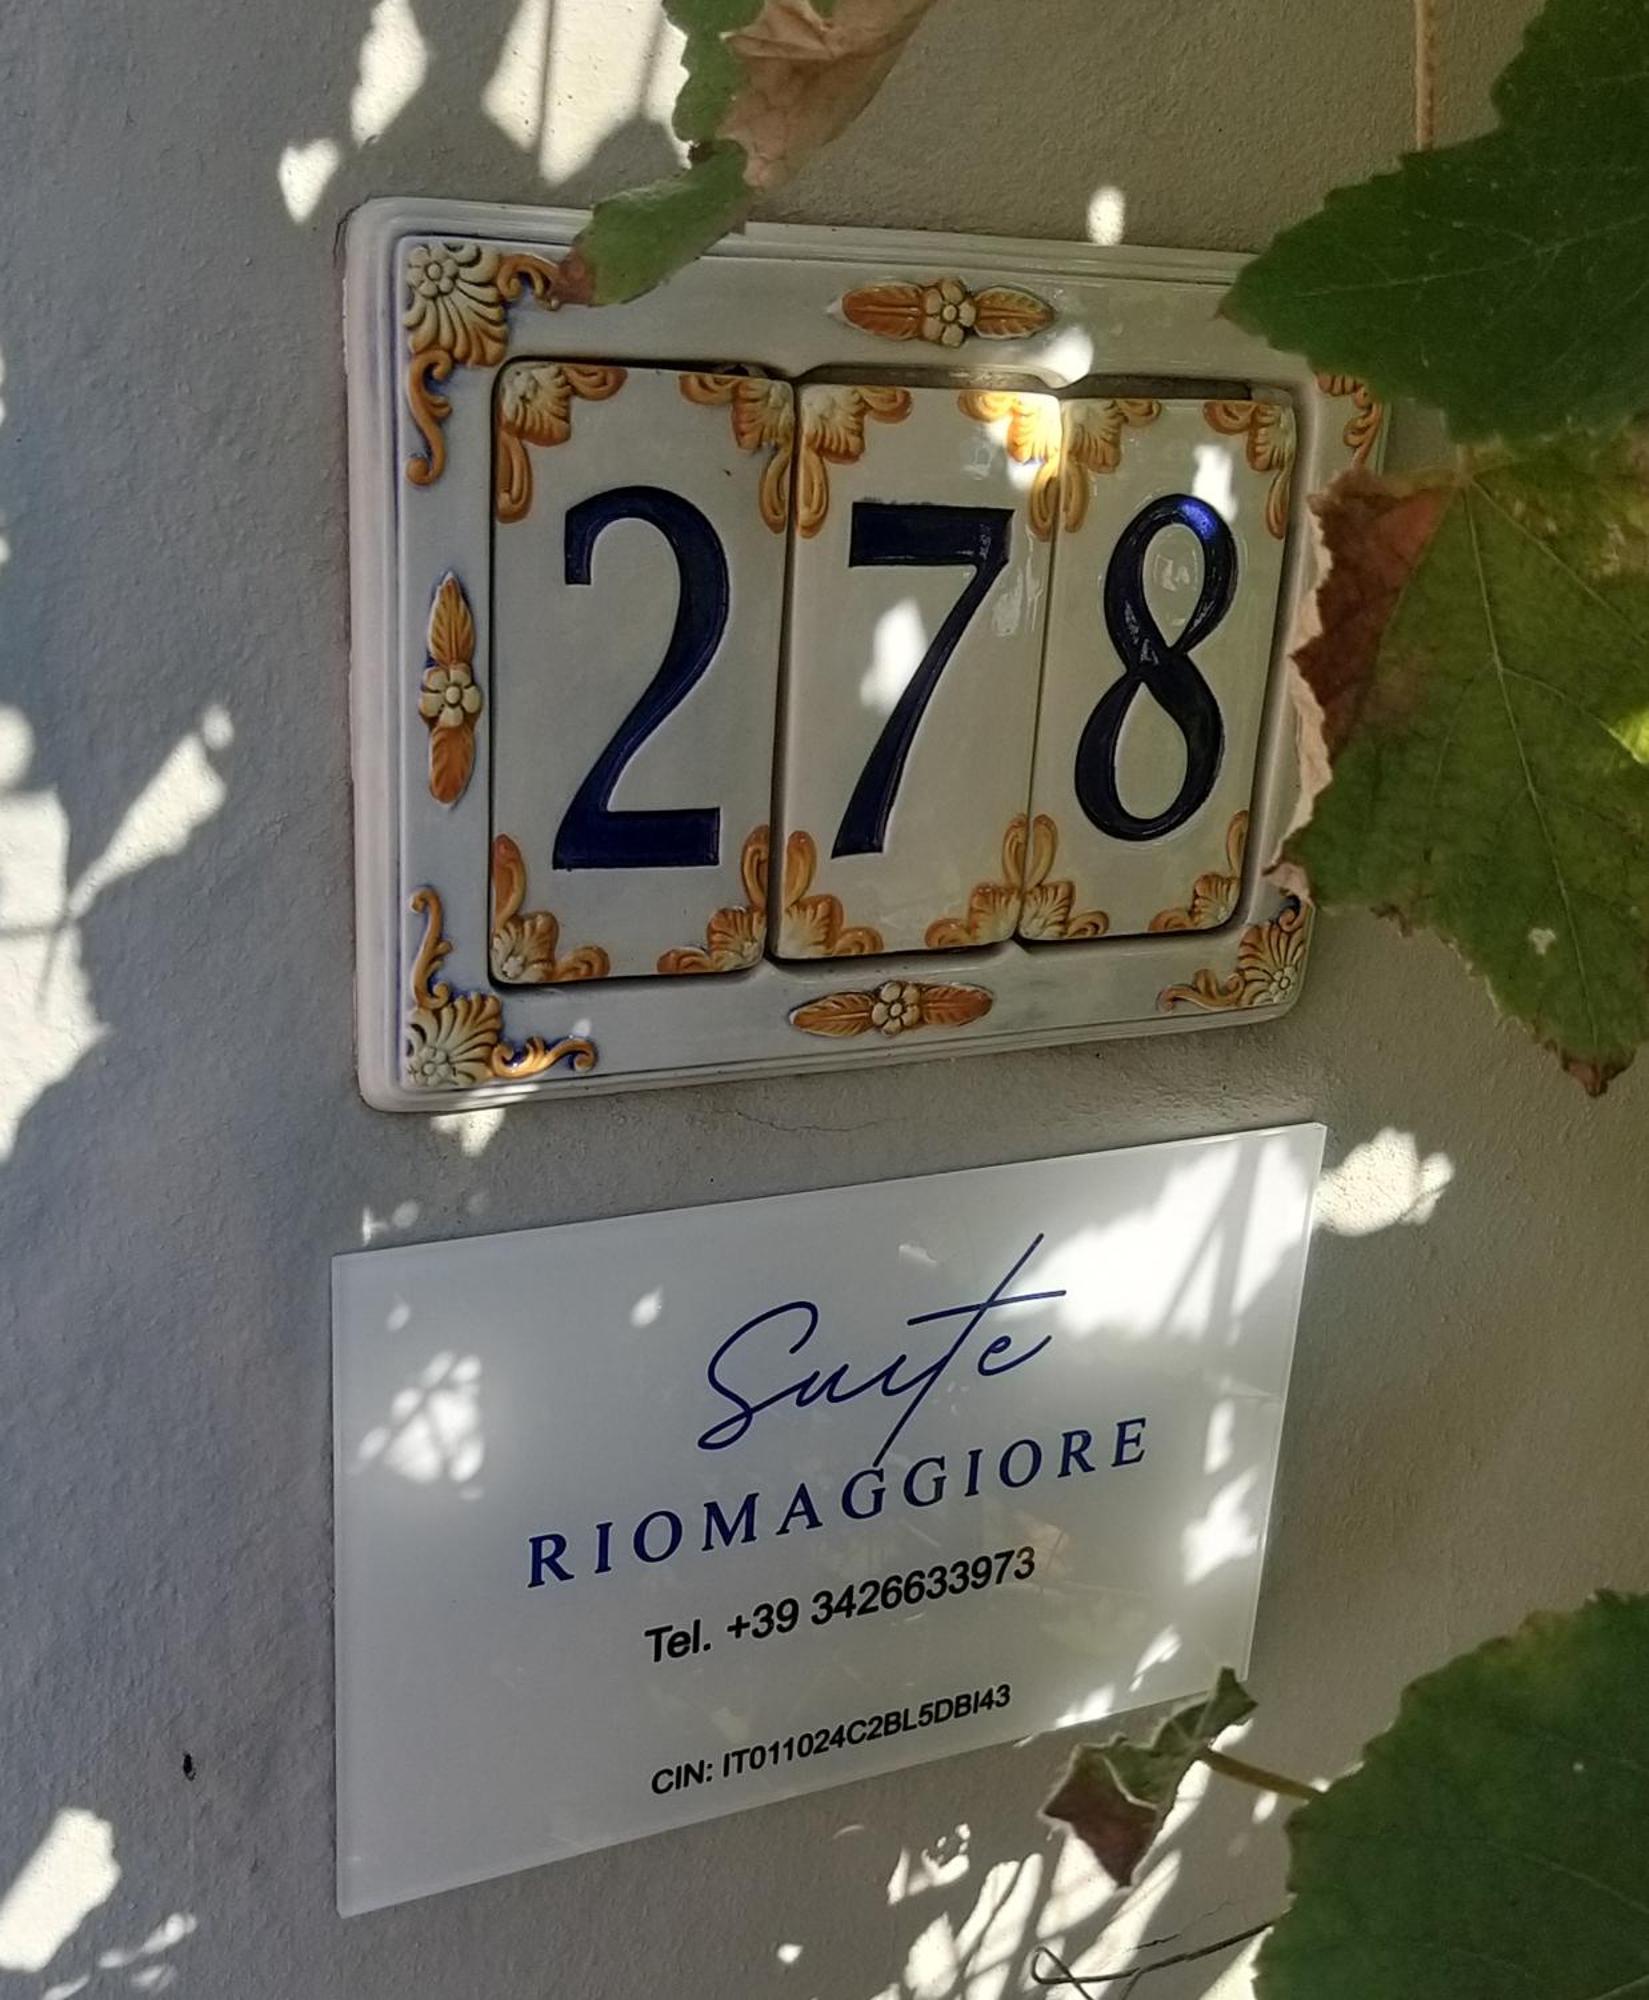 278
Suite
RIOMAGGIORE
Tel. +39 3426633973
CIN: IT011024C2BL5DBI43